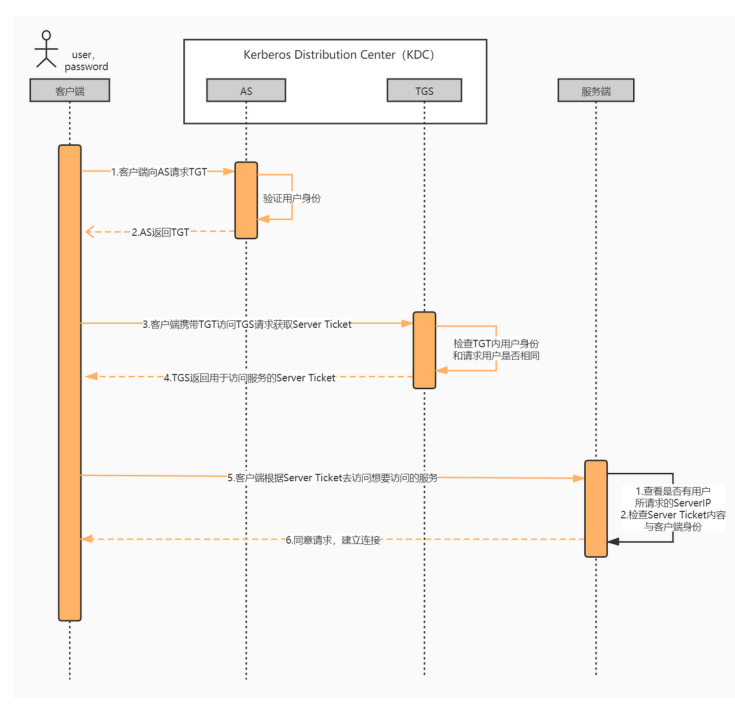 user,
password
Kerberos Distribution Center（KDC）
客户端
AS
TGS
服务端
1.客户端向AS请求TGT
验证用户身份
2.AS返回TGT
3.客户端携带TGT访问TGS请求获取Server Ticket
检查TGT内用户身份
和请求用户是否相同
4.TGS返回用于访问服务的Server Ticket
5.客户端根据Server Ticket去访问想要访问的服务
1.查看是否有用户
所请求的ServerIP
2.检查Server Ticket内容
与客户端身份
6.同意请求，建立连接